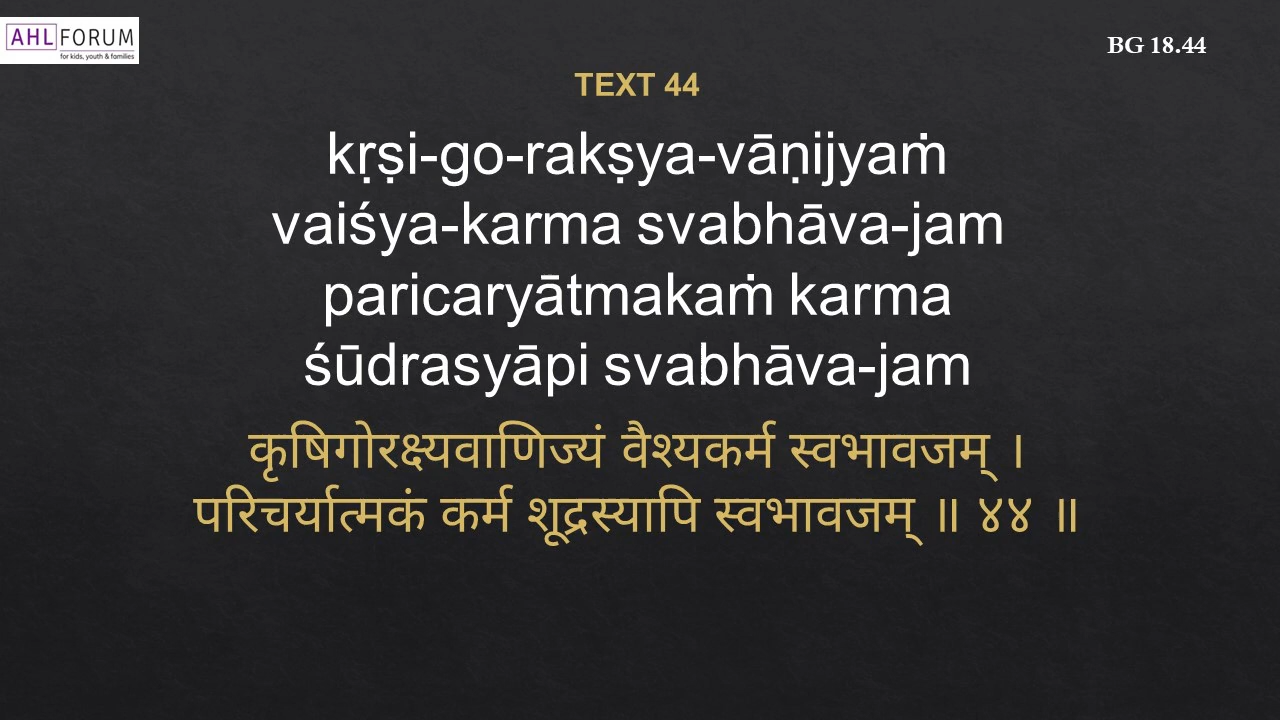 AHL FORUM
for kids, youth & families
BG 18.44
TEXT 44
kṛṣi-go-rakṣya-vāṇijyaṁ
vaiśya-karma svabhāva-jam
paricaryātmakaṁ karma
śūdrasyāpi svabhāva-jam
कृषिगोरक्ष्यवाणिज्यं वैश्यकर्म स्वभावजम् ।
परिचर्यात्मकं कर्म शूद्रस्यापि स्वभावजम् ॥ ४४ ॥